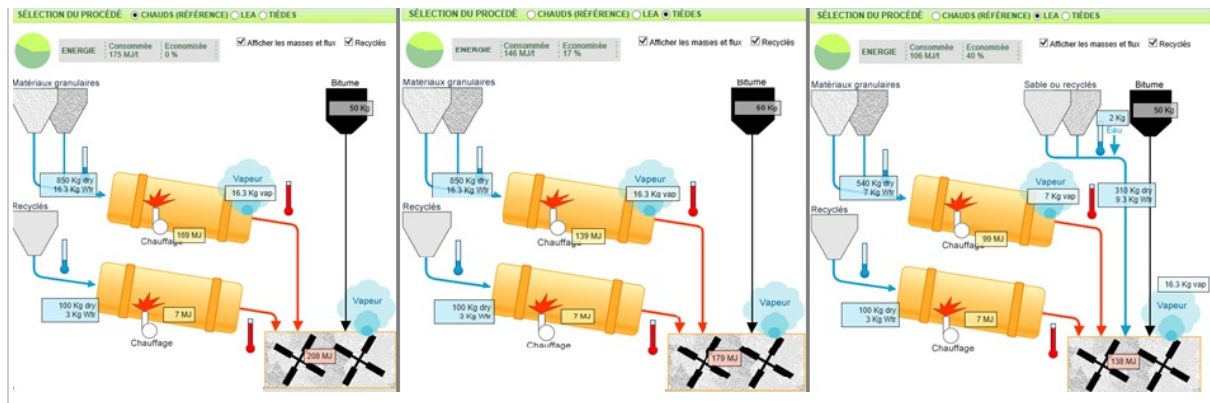 SÉLECTION DU PROCÉDÉ CHAUDS (RÉFÉRENCE) LEA TIÈDES
ENERGIE
Consommée
175 MJ/t
Economisée
0 %
Afficher les masses et flux
Recyclés
Matériaux granulaires
Bitume
50 Kg
850 Kg dry
16.3 Kg Wtr
Vapeur
16.3 Kg vap
Recyclés
Chauffage
169 MJ
100 Kg dry
3 Kg Wtr
7 MJ
Chauffage
Vapeur
208 MJ
SÉLECTION DU PROCÉDÉ CHAUDS (RÉFÉRENCE) LEA TIÈDES
ENERGIE
Consommée
146 MJ/t
Economisée
17 %
Afficher les masses et flux
Recyclés
Matériaux granulaires
Bitume
Kg
850 Kg dry
16.3 Kg Wtr
Vapeur
16.3 Kg vap
Recyclés
Chauffage
139 MJ
100 Kg dry
3 Kg Wtr
7 MJ
Chauffage
Vapeur
179 MJ
SÉLECTION DU PROCÉDÉ CHAUDS (RÉFÉRENCE) LEA TIÈDES
ENERGIE
Consommée
106 MJ/t
Economisée
40 %
Afficher les masses et flux
Recyclés
Matériaux granulaires
Sable ou recyclés
Bitume
50 Kg
2 Kg
Eau
540 Kg dry
7 Kg Wtr
Vapeur
7 Kg vap
310 Kg dry
9.3 Kg Wtr
Recyclés
Chauffage
99 MJ
100 Kg dry
3 Kg Wtr
7 MJ
Chauffage
16.3 Kg vap
Vapeur
138 MJ